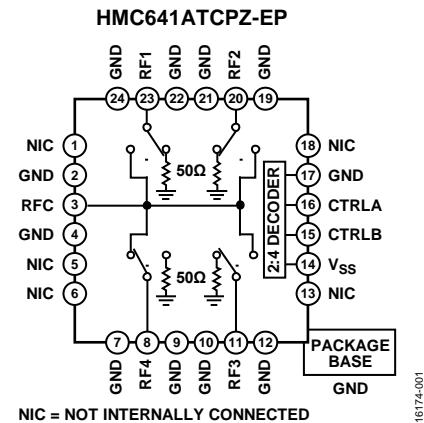 HMC641ATCPZ-EP
GND RF1 GND GND RF2 GND
24 23 22 21 20 19
NIC 1
GND 2
RFC 3
GND 4
NIC 5
NIC 6
50Ω
50Ω
2:4 DECODER
18 NIC
17 GND
16 CTRLA
15 CTRLB
14 VSS
13 NIC
7 8 9 10 11 12
GND RF4 GND GND RF3 GND
PACKAGE
BASE
GND
NIC = NOT INTERNALLY CONNECTED
16174-001